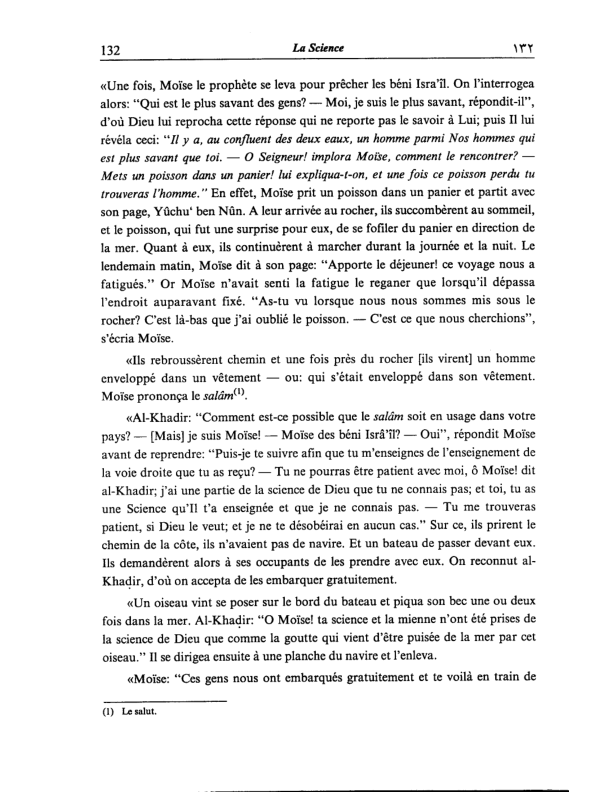 132 La Science ١٣٢
«Une fois, Moïse le prophète se leva pour prêcher les béni Isra'îl. On l'interrogea
alors: “Qui est le plus savant des gens? — Moi, je suis le plus savant, répondit-il”,
d'où Dieu lui reprocha cette réponse qui ne reporte pas le savoir à Lui; puis Il lui
révéla ceci: “Il y a, au confluent des deux eaux, un homme parmi Nos hommes qui
est plus savant que toi. — O Seigneur! implora Moïse, comment le rencontrer? —
Mets un poisson dans un panier! lui expliqua-t-on, et une fois ce poisson perdu tu
trouveras l'homme.” En effet, Moïse prit un poisson dans un panier et partit avec
son page, Yûchu‘ ben Nûn. A leur arrivée au rocher, ils succombèrent au sommeil,
et le poisson, qui fut une surprise pour eux, de se fofiler du panier en direction de
la mer. Quant à eux, ils continuèrent à marcher durant la journée et la nuit. Le
lendemain matin, Moïse dit à son page: “Apporte le déjeuner! ce voyage nous a
fatigués.” Or Moïse n'avait senti la fatigue le reganer que lorsqu'il dépassa
l'endroit auparavant fixé. “As-tu vu lorsque nous nous sommes mis sous le
rocher? C'est là-bas que j'ai oublié le poisson. — C'est ce que nous cherchions”,
s'écria Moïse.
«Ils rebroussèrent chemin et une fois près du rocher [ils virent] un homme
enveloppé dans un vêtement — ou: qui s'était enveloppé dans son vêtement.
Moïse prononça le salâm(1).
«Al-Khadir: “Comment est-ce possible que le salâm soit en usage dans votre
pays? — [Mais] je suis Moïse! — Moïse des béni Isrâ'îl? — Oui”, répondit Moïse
avant de reprendre: “Puis-je te suivre afin que tu m'enseignes de l'enseignement de
la voie droite que tu as reçu? — Tu ne pourras être patient avec moi, ô Moïse! dit
al-Khadir; j'ai une partie de la science de Dieu que tu ne connais pas; et toi, tu as
une Science qu'Il t'a enseignée et que je ne connais pas. — Tu me trouveras
patient, si Dieu le veut; et je ne te désobéirai en aucun cas.” Sur ce, ils prirent le
chemin de la côte, ils n'avaient pas de navire. Et un bateau de passer devant eux.
Ils demandèrent alors à ses occupants de les prendre avec eux. On reconnut al-
Khaḍir, d'où on accepta de les embarquer gratuitement.
«Un oiseau vint se poser sur le bord du bateau et piqua son bec une ou deux
fois dans la mer. Al-Khaḍir: “O Moïse! ta science et la mienne n'ont été prises de
la science de Dieu que comme la goutte qui vient d'être puisée de la mer par cet
oiseau.” Il se dirigea ensuite à une planche du navire et l'enleva.
«Moïse: “Ces gens nous ont embarqués gratuitement et te voilà en train de
(1) Le salut.